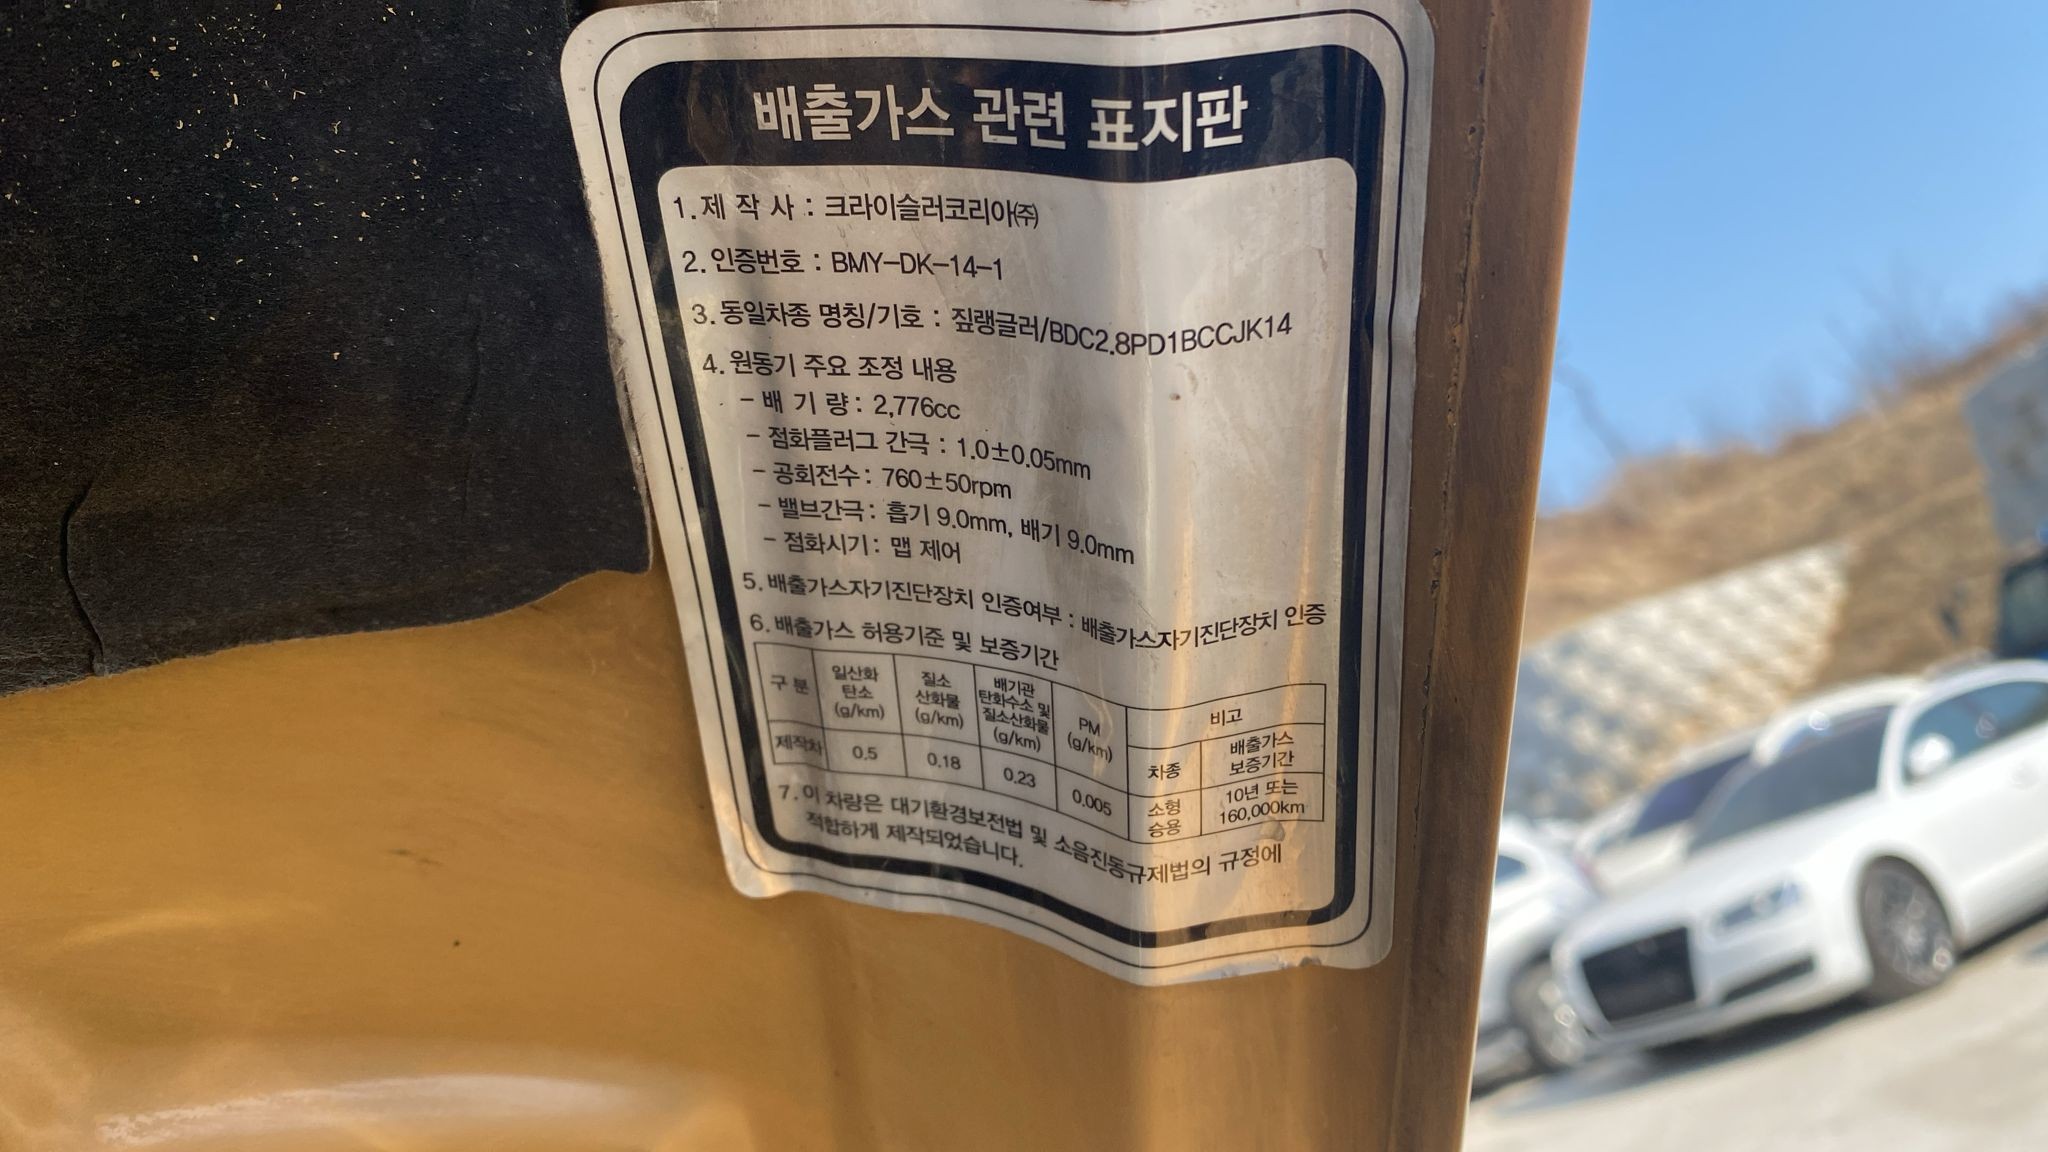 배출가스 관련 표지판
1. 제 작 사 : 크라이슬러코리아㈜
2. 인증번호 : BMY-DK-14-1
3. 동일차종 명칭/기호 : 짚랭글러/BDC2.8PD1BCCJK14
4. 원동기 주요 조정 내용
- 배 기 량 : 2,776cc
- 점화플러그 간극 : 1.0±0.05mm
- 공회전수 : 760±50rpm
- 밸브간극 : 흡기 9.0mm, 배기 9.0mm
- 점화시기 : 맵 제어
5. 배출가스자기진단장치 인증여부 : 배출가스자기진단장치 인증
6. 배출가스 허용기준 및 보증기간
구 분
일산화
탄소
(g/km)
질소
산화물
(g/km)
배기관
탄화수소 및
질소산화물
(g/km)
PM
(g/km)
비고
차종
배출가스
보증기간
제작차
0.5
0.18
0.23
0.005
소형
승용
10년 또는
160,000km
7. 이 차량은 대기환경보전법 및 소음진동규제법의 규정에
적합하게 제작되었습니다.